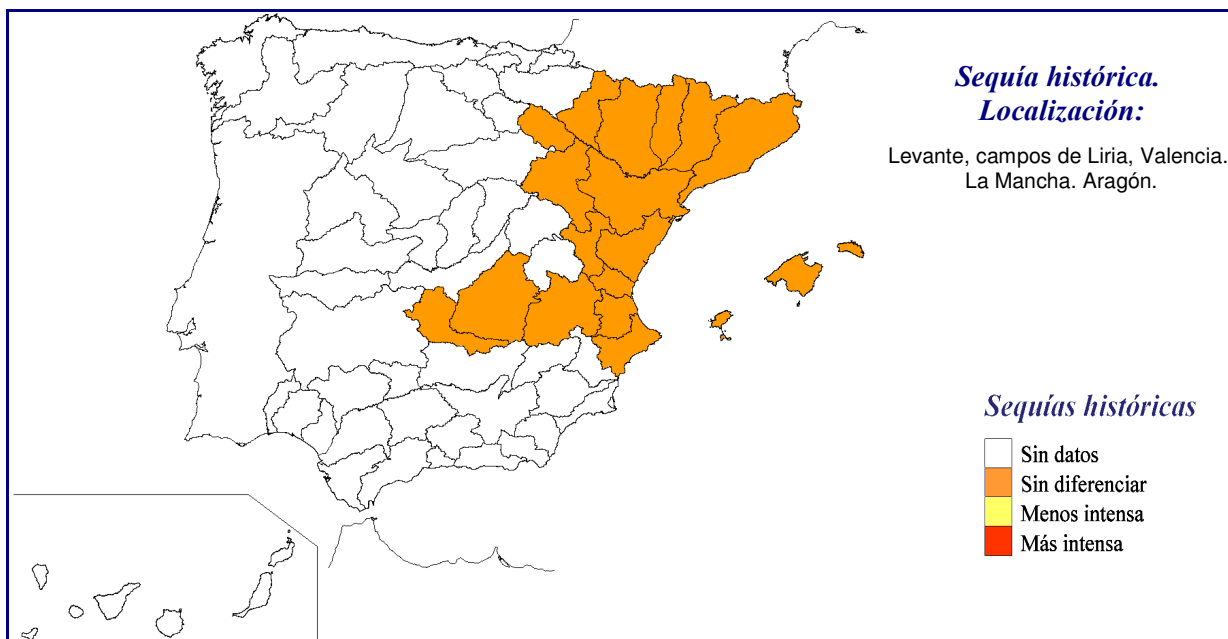 Sequía histórica.
Localización:
Levante, campos de Liria, Valencia.
La Mancha. Aragón.
Sequías históricas
Sin datos
Sin diferenciar
Menos intensa
Más intensa